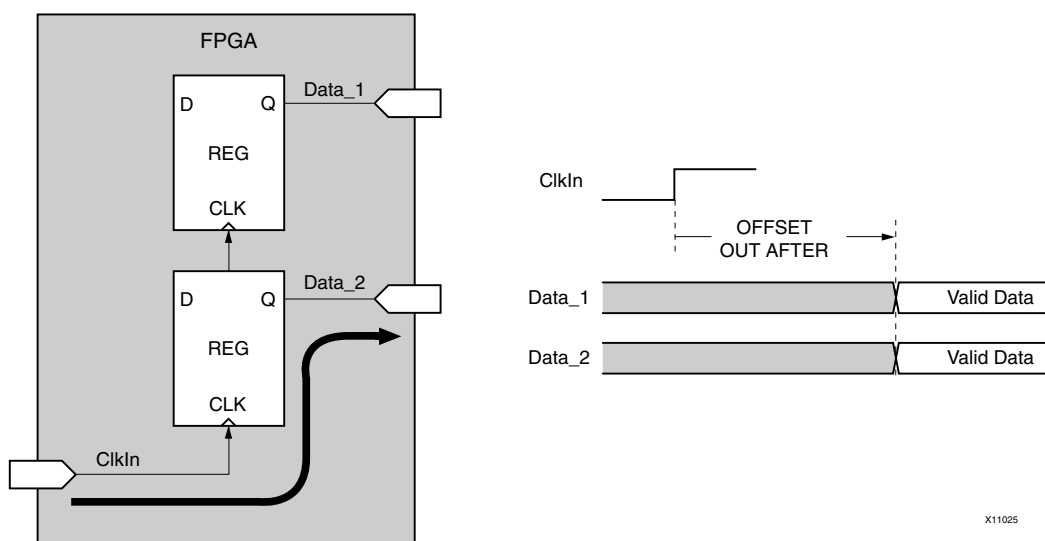 FPGA
Data_1
D Q
REG
CLK
Data_2
D Q
REG
CLK
ClkIn
ClkIn
OFFSET
OUT AFTER
Data_1 Valid Data
Data_2 Valid Data
X11025